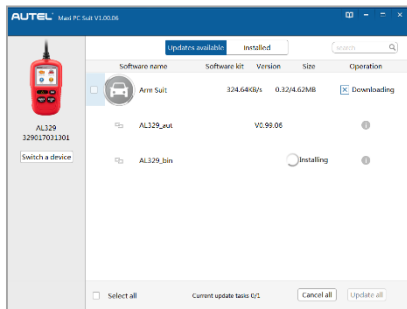 AUTEL Maxi PC Suit V1.00.06
Updates available Installed
search
Software name Software kit Version Size Operation
Arm Suit 324.64KB/s 0.32/4.62MB Downloading
AL329_aut V0.99.06
AL329_bin Installing
AL329
329017031301
Switch a device
Select all Current update tasks 0/1 Cancel all Update all